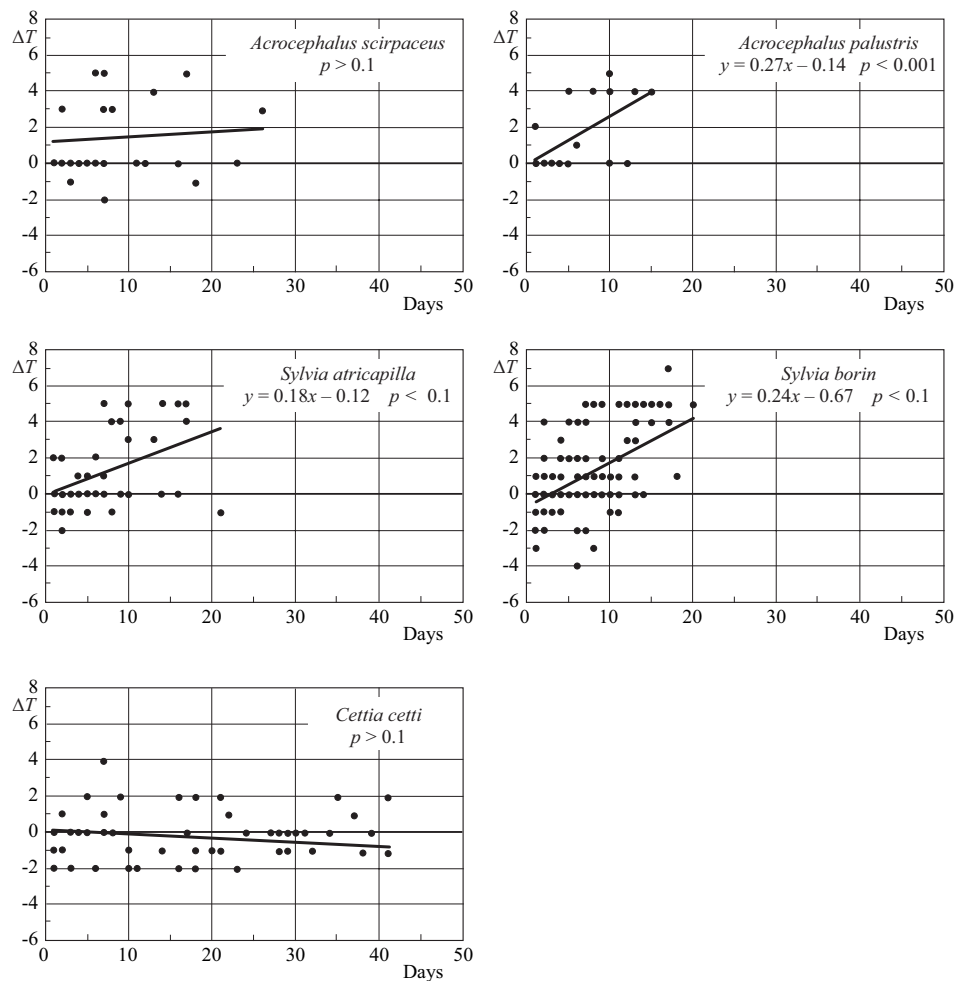 8
ΔT
6
4
2
0
-2
-4
-6
0 10 20 30 40 50
Days
Acrocephalus scirpaceus
p > 0.1
8
ΔT
6
4
2
0
-2
-4
-6
0 10 20 30 40 50
Days
Acrocephalus palustris
y = 0.27x – 0.14 p < 0.001
8
ΔT
6
4
2
0
-2
-4
-6
0 10 20 30 40 50
Days
Sylvia atricapilla
y = 0.18x – 0.12 p < 0.1
8
ΔT
6
4
2
0
-2
-4
-6
0 10 20 30 40 50
Days
Sylvia borin
y = 0.24x – 0.67 p < 0.1
8
ΔT
6
4
2
0
-2
-4
-6
0 10 20 30 40 50
Days
Cettia cetti
p > 0.1